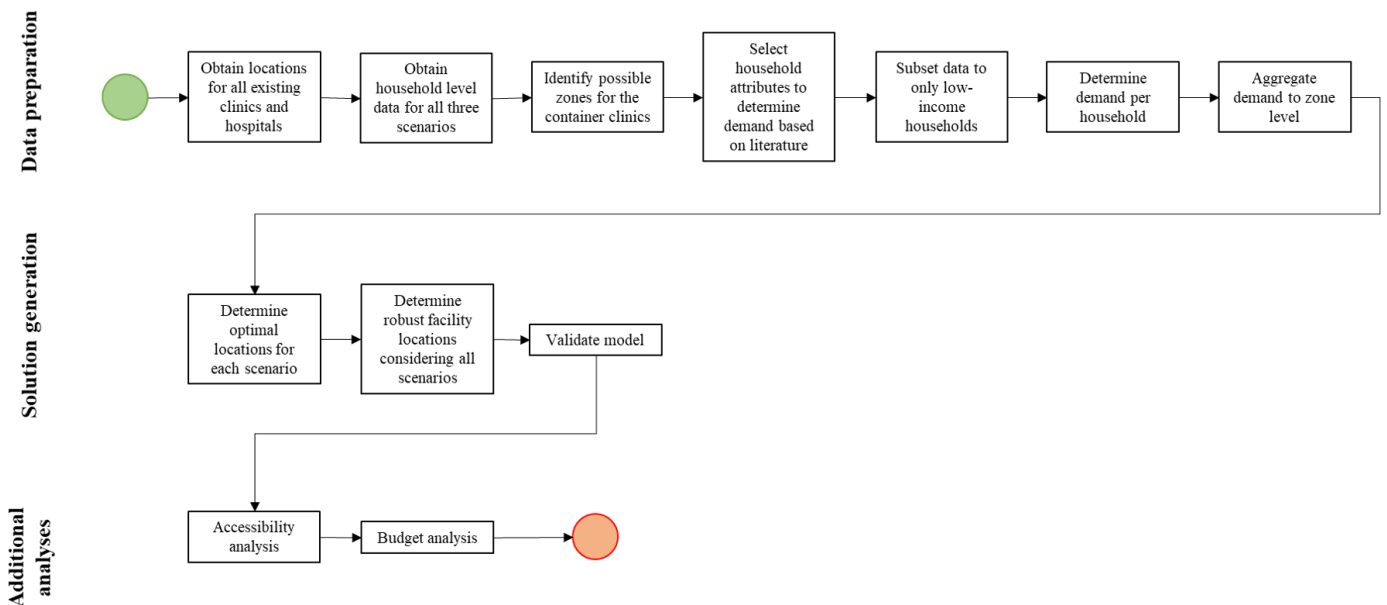 Data preparation
Obtain locations
for all existing
clinics and
hospitals
Obtain
household level
data for all three
scenarios
Identify possible
zones for the
container clinics
Select
household
attributes to
determine
demand based
on literature
Subset data to
only low-
income
households
Determine
demand per
household
Aggregate
demand to zone
level
Solution generation
Determine
optimal
locations for
each scenario
Determine
robust facility
locations
considering all
scenarios
Validate model
Additional
analyses
Accessibility
analysis
Budget analysis